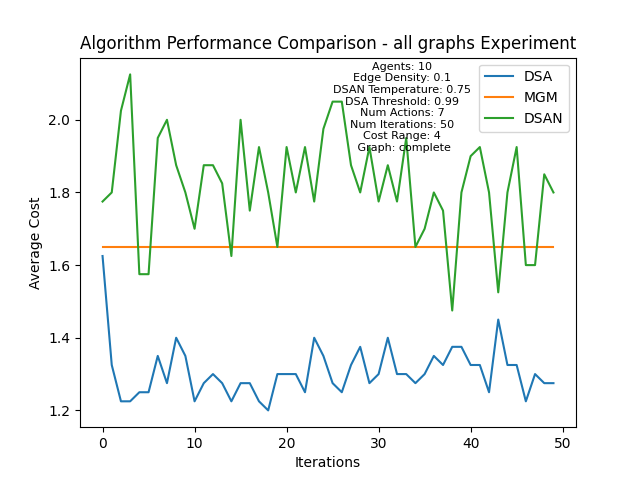 Algorithm Performance Comparison - all graphs Experiment
Agents: 10
Edge Density: 0.1
DSAN Temperature: 0.75
DSA Threshold: 0.99
Num Actions: 7
Num Iterations: 50
Cost Range: 4
Graph: complete
DSA
MGM
DSAN
Average Cost
2.0
1.8
1.6
1.4
1.2
0
10
20
30
40
50
Iterations